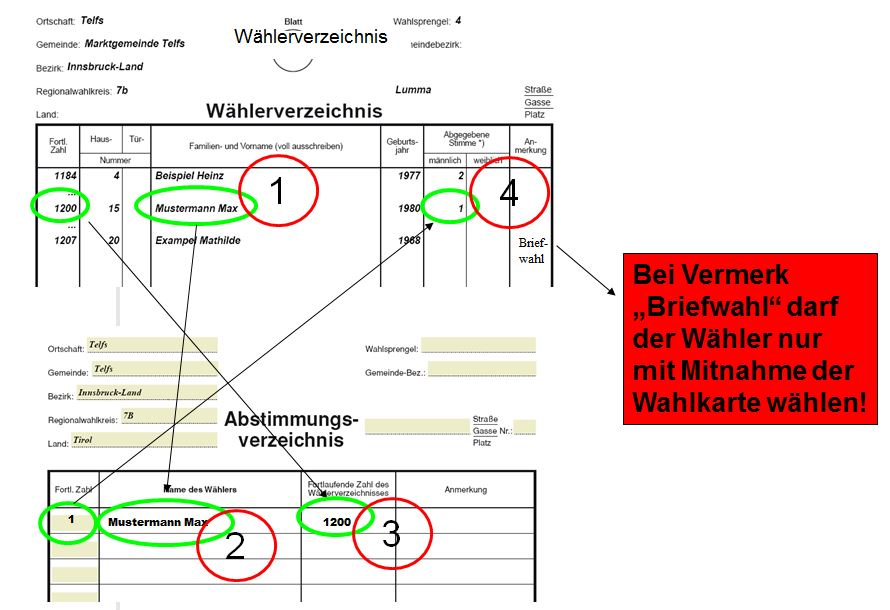 Ortschaft: Telfs Blatt Wahlsprengel: 4
Wählerverzeichnis
Gemeinde: Marktgemeinde Telfs meindebezirk:
Bezirk: Innsbruck-Land
Regionalwahlkreis: 7b Lumma Straße
Gasse
Land: Wählerverzeichnis Platz
Fortl. Zahl Haus- Tür- Nummer Familien- und Vorname (voll ausschreiben) Geburts-jahr Abgegebene Stimme *) männlich weiblich An-merkung
1184 4 Beispiel Heinz 1977 2
...
1200 15 Mustermann Max 1 1980 1 4
...
1207 20 Exampel Mathilde 1968 Brief-
wahl
Bei Vermerk
„Briefwahl“ darf
der Wähler nur
mit Mitnahme der
Wahlkarte wählen!
Ortschaft: Telfs Wahlsprengel:
Gemeinde: Telfs Gemeinde-Bez.:
Bezirk: Innsbruck-Land
Regionalwahlkreis: 7B Abstimmungs- Straße
Gasse Nr.:
Land: Tirol verzeichnis Platz
Fortl. Zahl Name des Wählers Fortlaufende Zahl des
Wählerverzeichnisses Anmerkung
1 Mustermann Max 2 1200 3